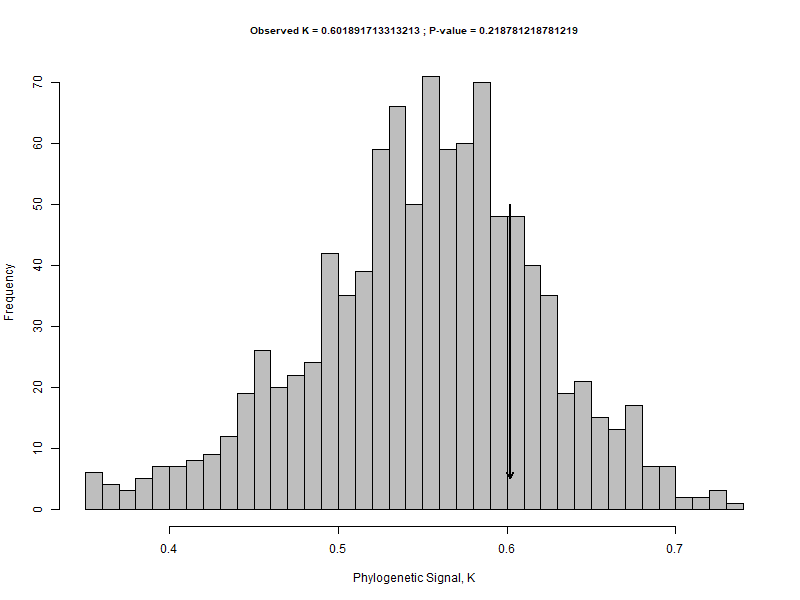 Observed K = 0.601891713313213 ; P-value = 0.218781218781219
70
60
50
40
30
20
10
0
Frequency
0.4 0.5 0.6 0.7
Phylogenetic Signal, K